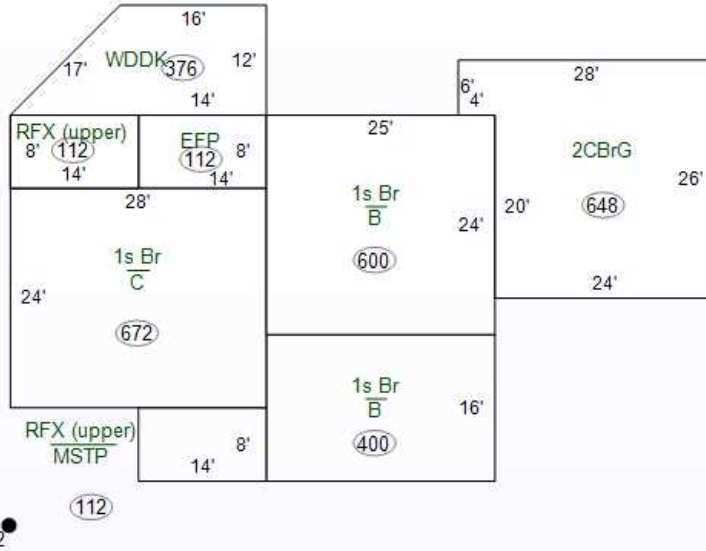 16'
17'
WDDK
376
12'
14'
6'
4'
28'
RFX (upper)
8'
112
14'
EFP
112
8'
14'
25'
2CBrG
648
26'
20'
24'
28'
1s Br
C
24'
672
1s Br
B
24'
600
1s Br
B
16'
400
RFX (upper)
MSTP
112
8'
14'